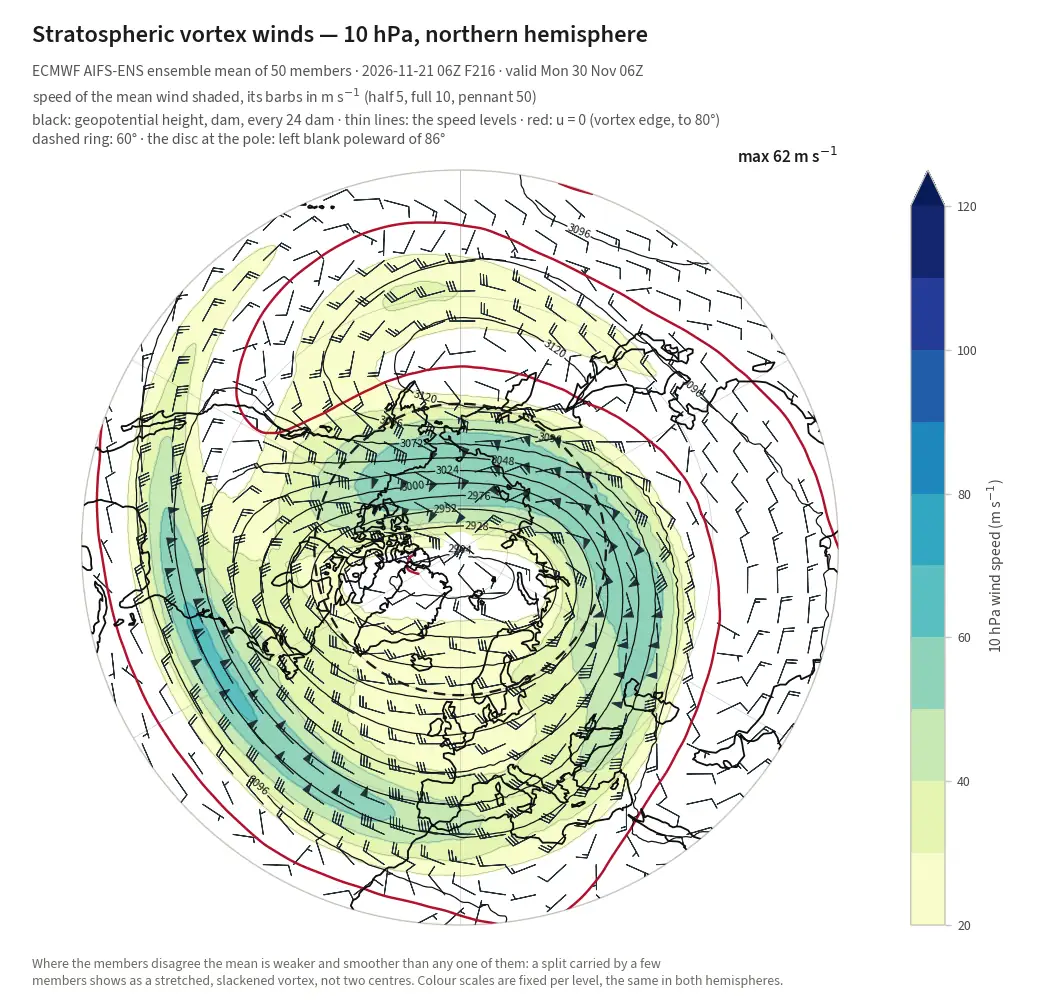 Stratospheric vortex winds — 10 hPa, northern hemisphere
ECMWF AIFS-ENS ensemble mean of 50 members · 2026-11-21 06Z F216 · valid Mon 30 Nov 06Z
speed of the mean wind shaded, its barbs in m s⁻¹ (half 5, full 10, pennant 50)
black: geopotential height, dam, every 24 dam · thin lines: the speed levels · red: u = 0 (vortex edge, to 80°)
dashed ring: 60° · the disc at the pole: left blank poleward of 86°
max 62 m s⁻¹
3096
3120
3096
3120
3072
3048
3024
3000
2976
2952
2928
3096
120
100
80
60
40
20
10 hPa wind speed (m s⁻¹)
Where the members disagree the mean is weaker and smoother than any one of them: a split carried by a few
members shows as a stretched, slackened vortex, not two centres. Colour scales are fixed per level, the same in both hemispheres.